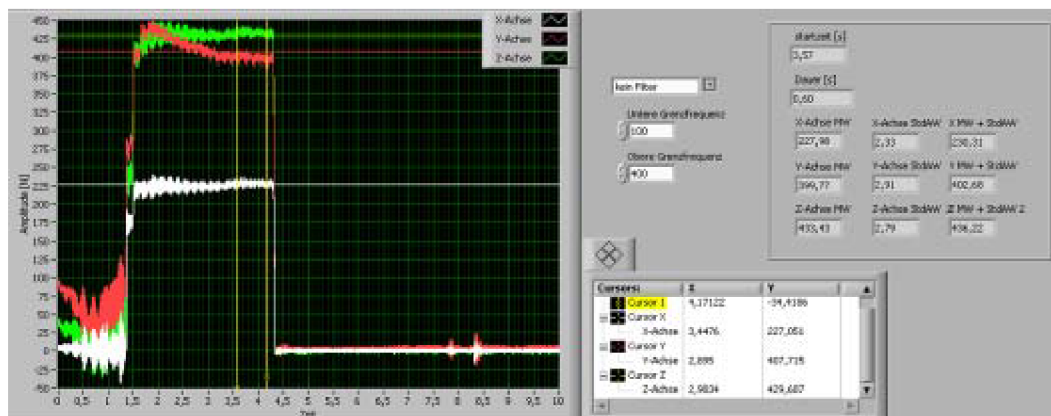 450
425
400
375
350
325
300
275
250
225
200
175
150
125
100
75
50
25
0
-25
-50
Amplitude [N]
0 0,5 1 1,5 2 2,5 3 3,5 4 4,5 5 5,5 6 6,5 7 7,5 8 8,5 9 9,5 10
Zeit
X-Achse
Y-Achse
Z-Achse
kein Filter
Untere Grenzfrequenz
100
Obere Grenzfrequenz
400
startzeit [s]
3,57
Dauer [s]
0,60
X-Achse MW X-Achse StdAW X MW + StdAW
227,98 2,33 230,31
Y-Achse MW Y-Achse StdAW Y MW + StdAW
399,77 2,91 402,68
Z-Achse MW Z-Achse StdAW Z MW + StdAW Z
433,43 2,79 436,22
Cursors: X Y
Cursor 1 4,17122 -34,4186
Cursor X
X-Achse 3,4476 227,051
Cursor Y
Y-Achse 2,895 407,715
Cursor Z
Z-Achse 2,9834 429,687